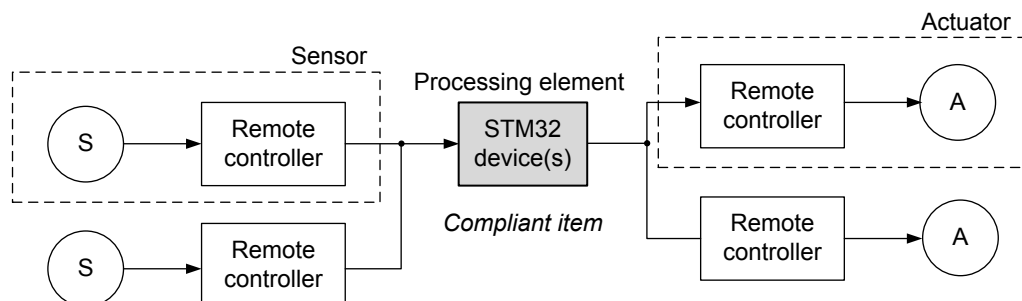 Sensor
S
Remote
controller
S
Remote
controller
Processing element
STM32
device(s)
Compliant item
Actuator
Remote
controller
A
Remote
controller
A